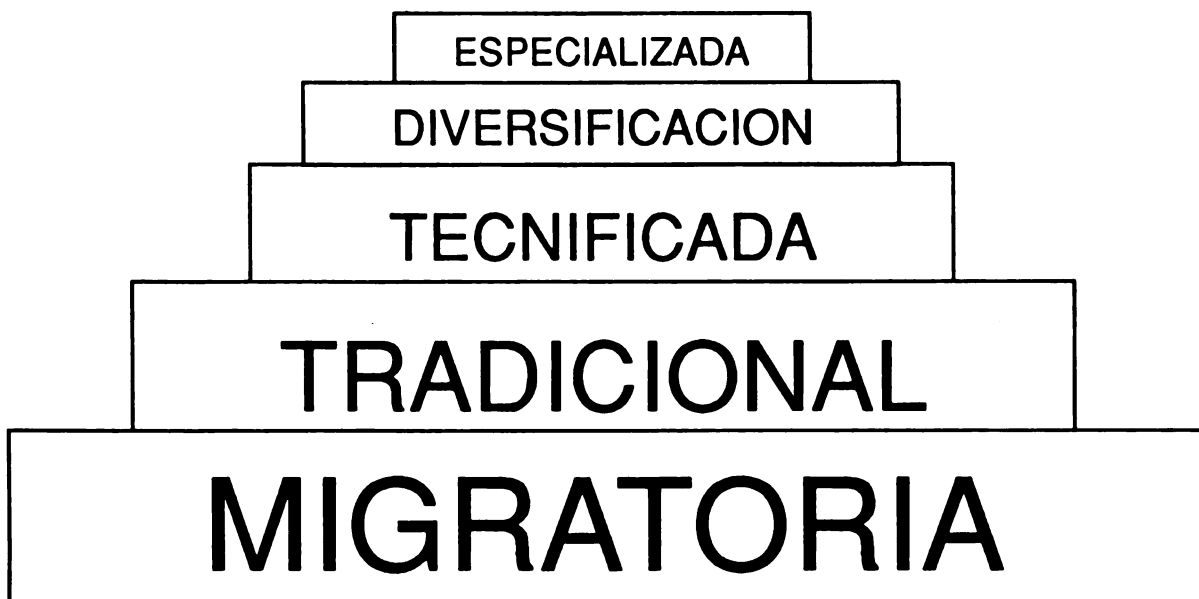 ESPECIALIZADA
DIVERSIFICACION
TECNIFICADA
TRADICIONAL
MIGRATORIA